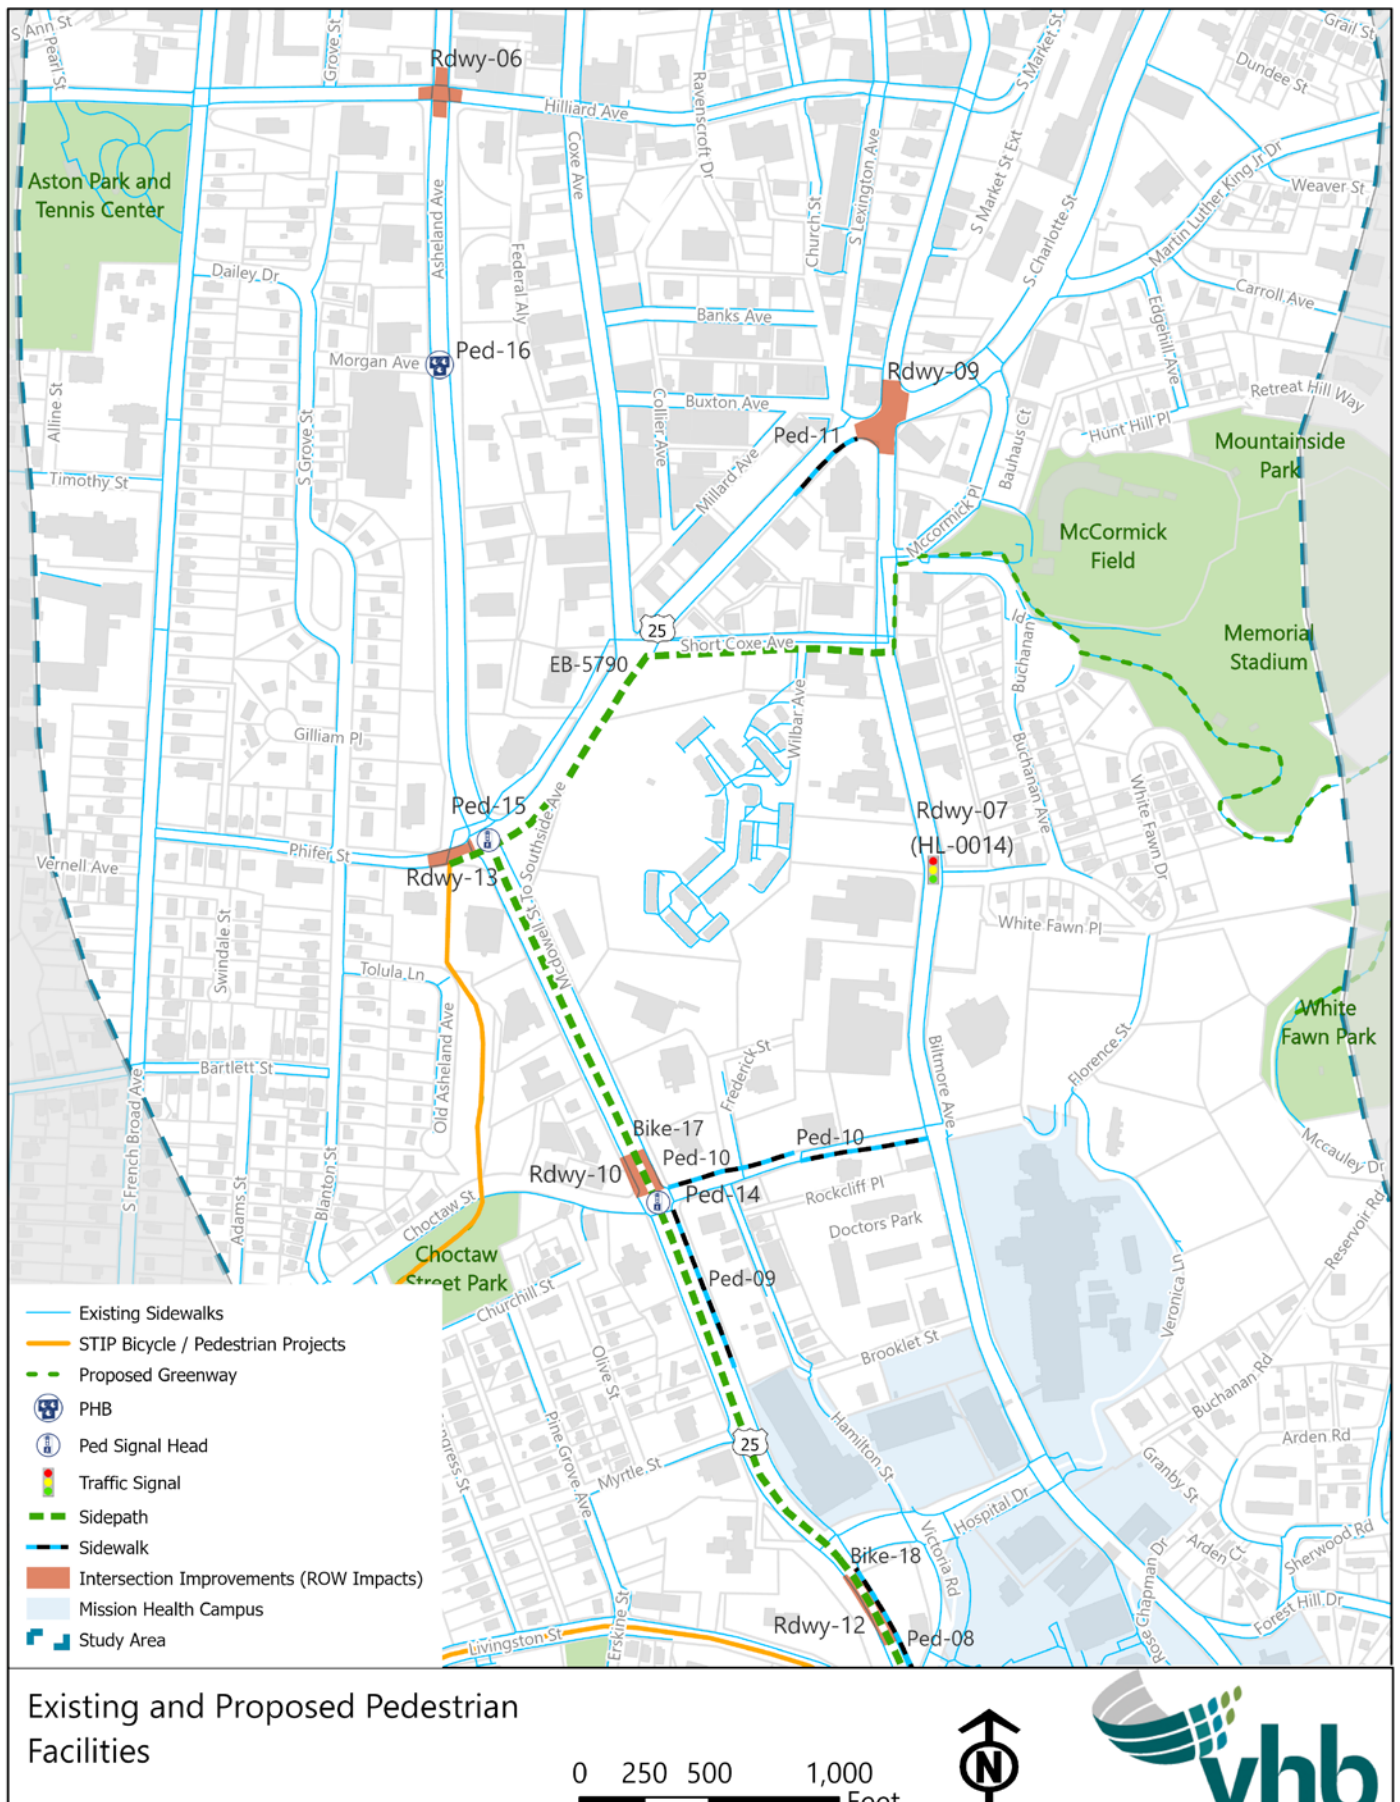 S Ann St
Pearl St
Grove St
Rdwy-06
Hilliard Ave
Ravenscroft Dr
S Market St
Grail St
Dundee St
Coxe Ave
Aston Park and
Tennis Center
Asheland Ave
Federal Aly
Church St
S Lexington Ave
S Market St Ext
S Charlotte St
Martin Luther King Jr Dr
Weaver St
Dailey Dr
Carroll Ave
Banks Ave
Edgehill Ave
Morgan Ave
Ped-16
Rdwy-09
Retreat Hill Way
Alline St
S Grove St
Collier Ave
Buxton Ave
Ped-11
Bauhaus Ct
Hunt Hill Pl
Mountainside
Park
Timothy St
Millard Ave
Mccormick Pl
McCormick
Field
25
Short Coxe Ave
EB-5790
Pl
Buchanan
Memorial
Stadium
Wilbar Ave
Gilliam Pl
Buchanan Ave
White Fawn Dr
Ped-15
Rdwy-07
(HL-0014)
Phifer St
Vernell Ave
Rdwy-13
Mcdowell St To Southside Ave
White Fawn Pl
Swindale St
Tolula Ln
Old Asheland Ave
White
Fawn Park
Frederick St
Biltmore Ave
Florence St
Bartlett St
S French Broad Ave
Adams St
Blanton St
Bike-17
Ped-10
Ped-10
Rdwy-10
Ped-14
Rockcliff Pl
Doctors Park
Mccauley Dr
Reservoir Rd
Choctaw St
Choctaw
Street Park
Churchill St
Ped-09
Veronica Ln
Olive St
Brooklet St
Buchanan Rd
Arden Rd
25
Pine Grove Ave
Myrtle St
Hamilton St
Granby St
ngress St
Hospital Dr
Victoria Rd
Arden Ct
Sherwood Rd
Bike-18
Rose Chapman Dr
Forest Hill Dr
Rdwy-12
Ped-08
Livingston St
Erskine St
Existing Sidewalks
STIP Bicycle / Pedestrian Projects
Proposed Greenway
PHB
Ped Signal Head
Traffic Signal
Sidepath
Sidewalk
Intersection Improvements (ROW Impacts)
Mission Health Campus
Study Area
Existing and Proposed Pedestrian
Facilities
0 250 500 1,000
Feet
N
vhb